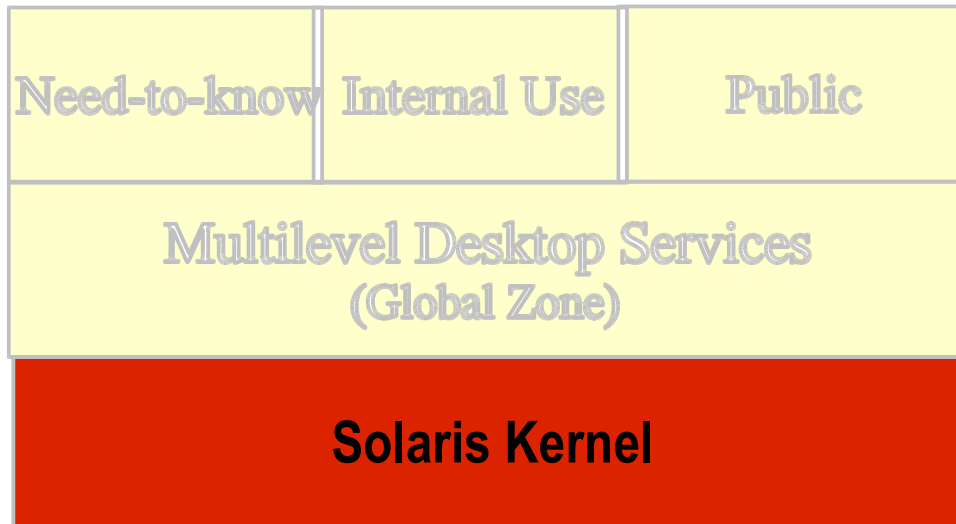 Need-to-know
Internal Use
Public
Multilevel Desktop Services
(Global Zone)
Solaris Kernel